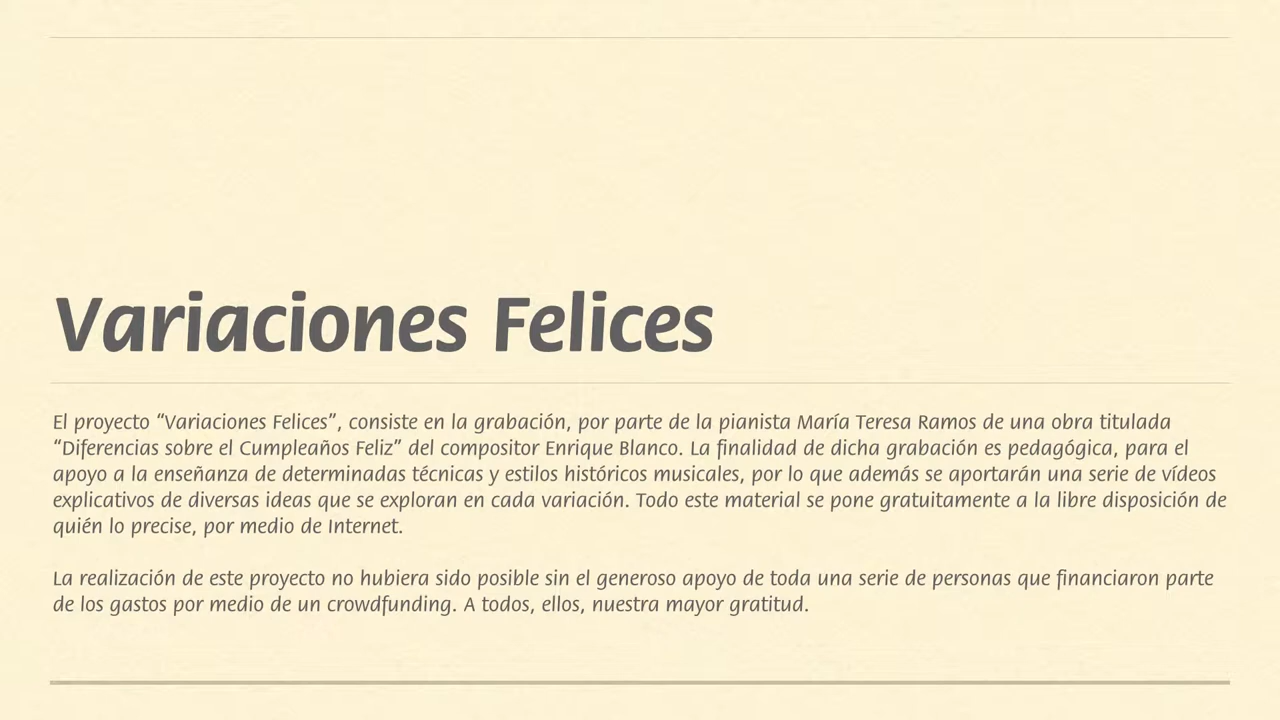 Variaciones Felices
El proyecto “Variaciones Felices”, consiste en la grabación, por parte de la pianista María Teresa Ramos de una obra titulada
“Diferencias sobre el Cumpleaños Feliz” del compositor Enrique Blanco. La finalidad de dicha grabación es pedagógica, para el
apoyo a la enseñanza de determinadas técnicas y estilos históricos musicales, por lo que además se aportarán una serie de vídeos
explicativos de diversas ideas que se exploran en cada variación. Todo este material se pone gratuitamente a la libre disposición de
quién lo precise, por medio de Internet.
La realización de este proyecto no hubiera sido posible sin el generoso apoyo de toda una serie de personas que financiaron parte
de los gastos por medio de un crowdfunding. A todos, ellos, nuestra mayor gratitud.